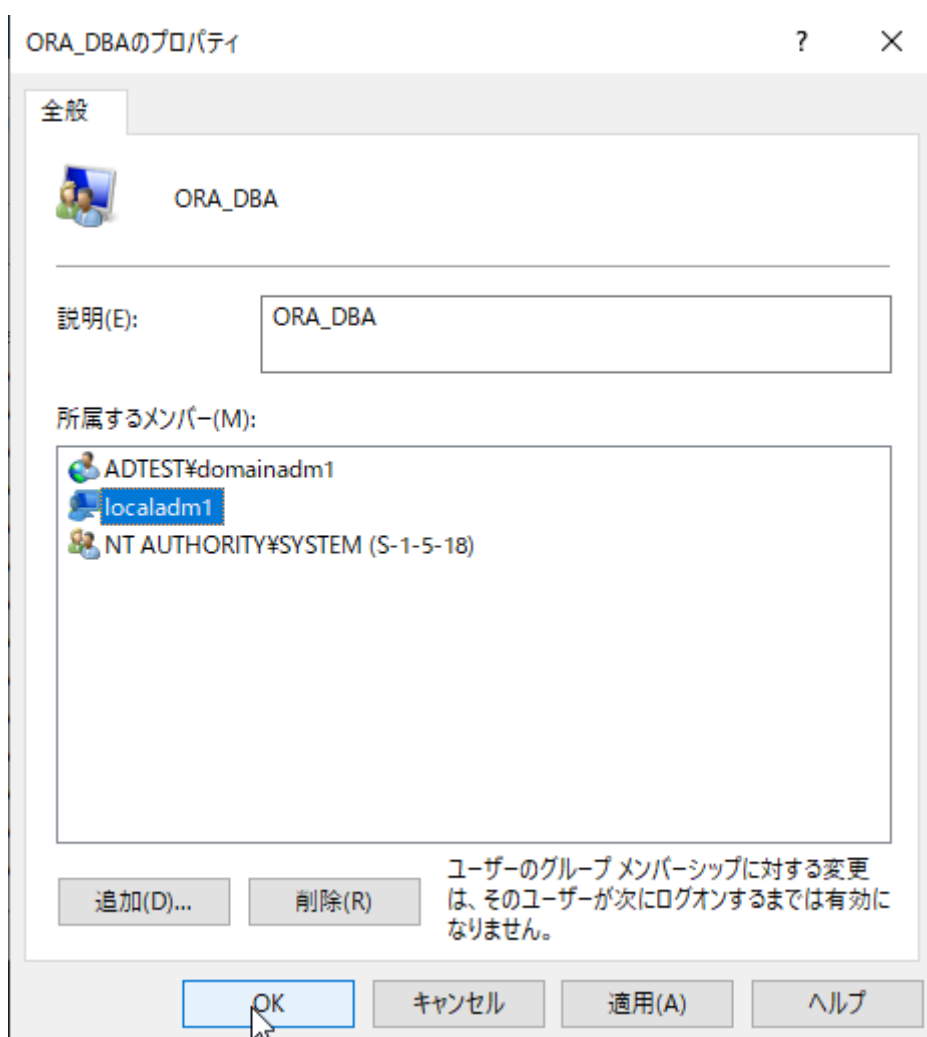 ORA_DBAのプロパティ
?
全般
ORA_DBA
説明(E):
ORA_DBA
所属するメンバー(M):
ADTEST¥domainadm1
localadm1
NT AUTHORITY¥SYSTEM (S-1-5-18)
追加(D)...
削除(R)
ユーザーのグループ メンバーシップに対する変更
は、そのユーザーが次にログオンするまでは有効に
なりません。
OK
キャンセル
適用(A)
ヘルプ